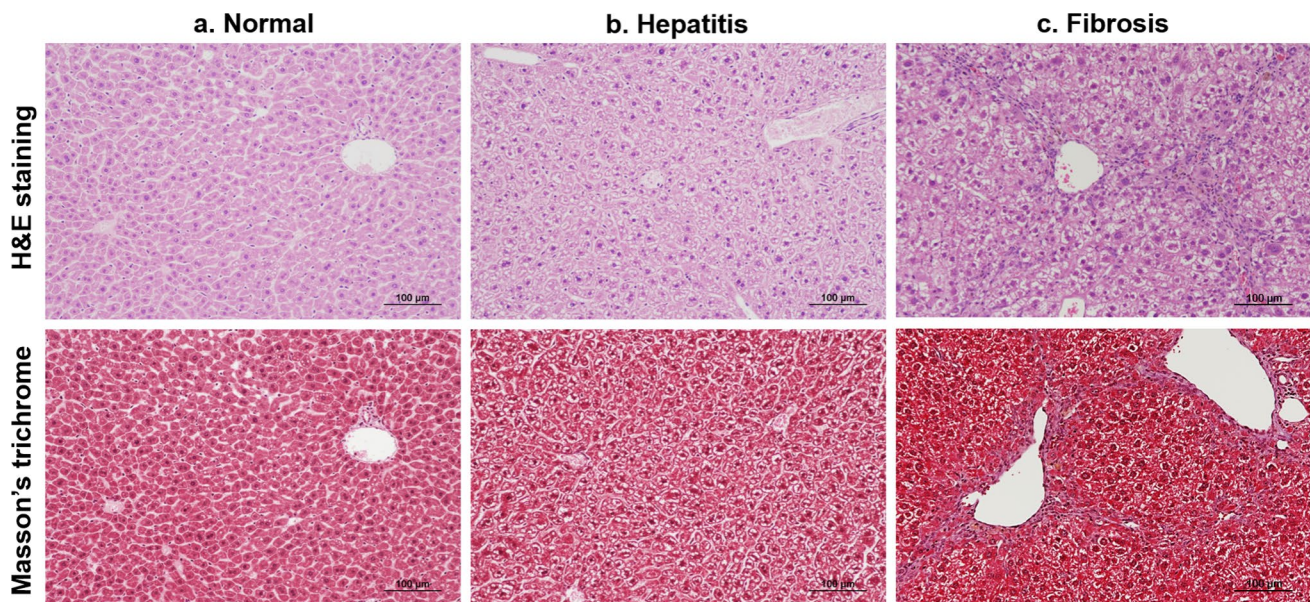 a. Normal
b. Hepatitis
c. Fibrosis
H&E staining
100 µm
100 µm
100 µm
Masson's trichrome
100 µm
100 µm
100 µm